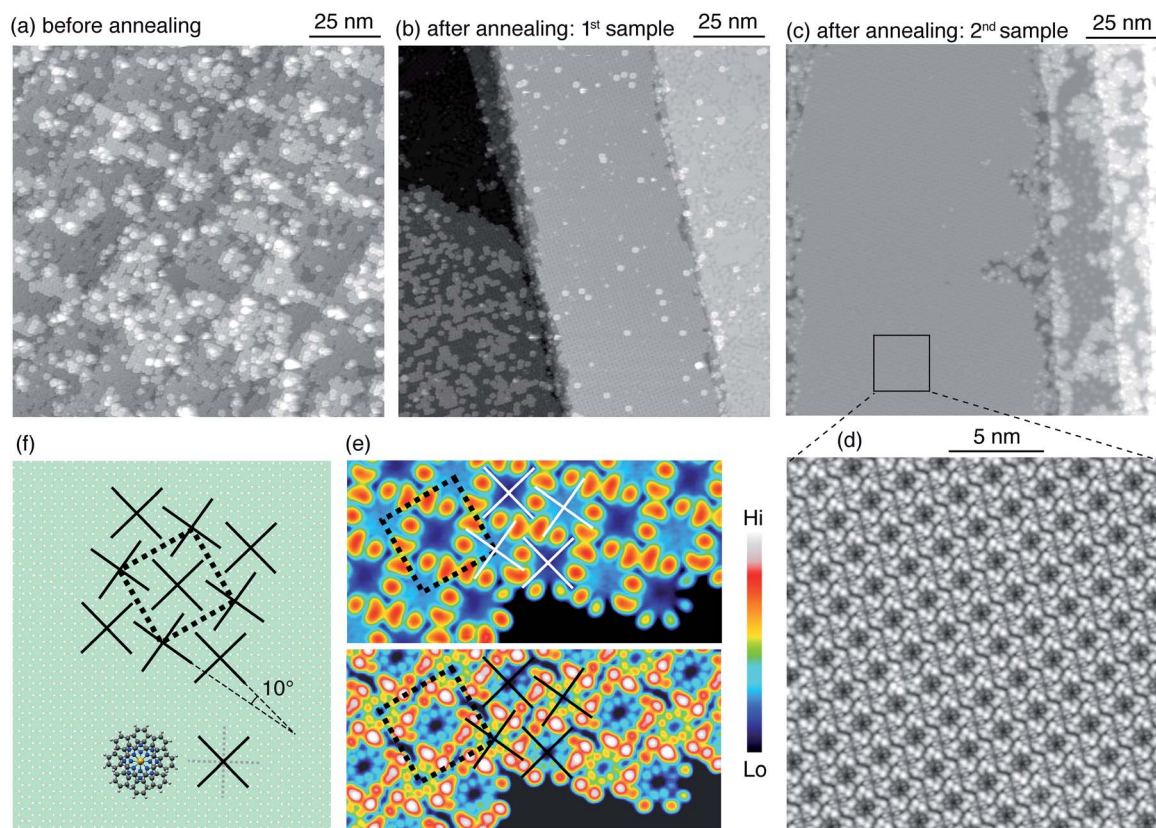 (a) before annealing
25 nm
(b) after annealing: 1st sample
25 nm
(c) after annealing: 2nd sample
25 nm
(f)
10°
(e)
Hi
Lo
(d)
5 nm